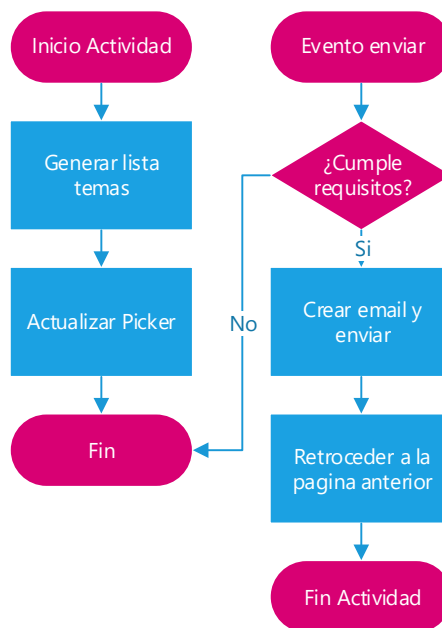 Inicio Actividad
Generar lista
temas
Actualizar Picker
Fin
Evento enviar
¿Cumple
requisitos?
Si
No
Crear email y
enviar
Retroceder a la
pagina anterior
Fin Actividad